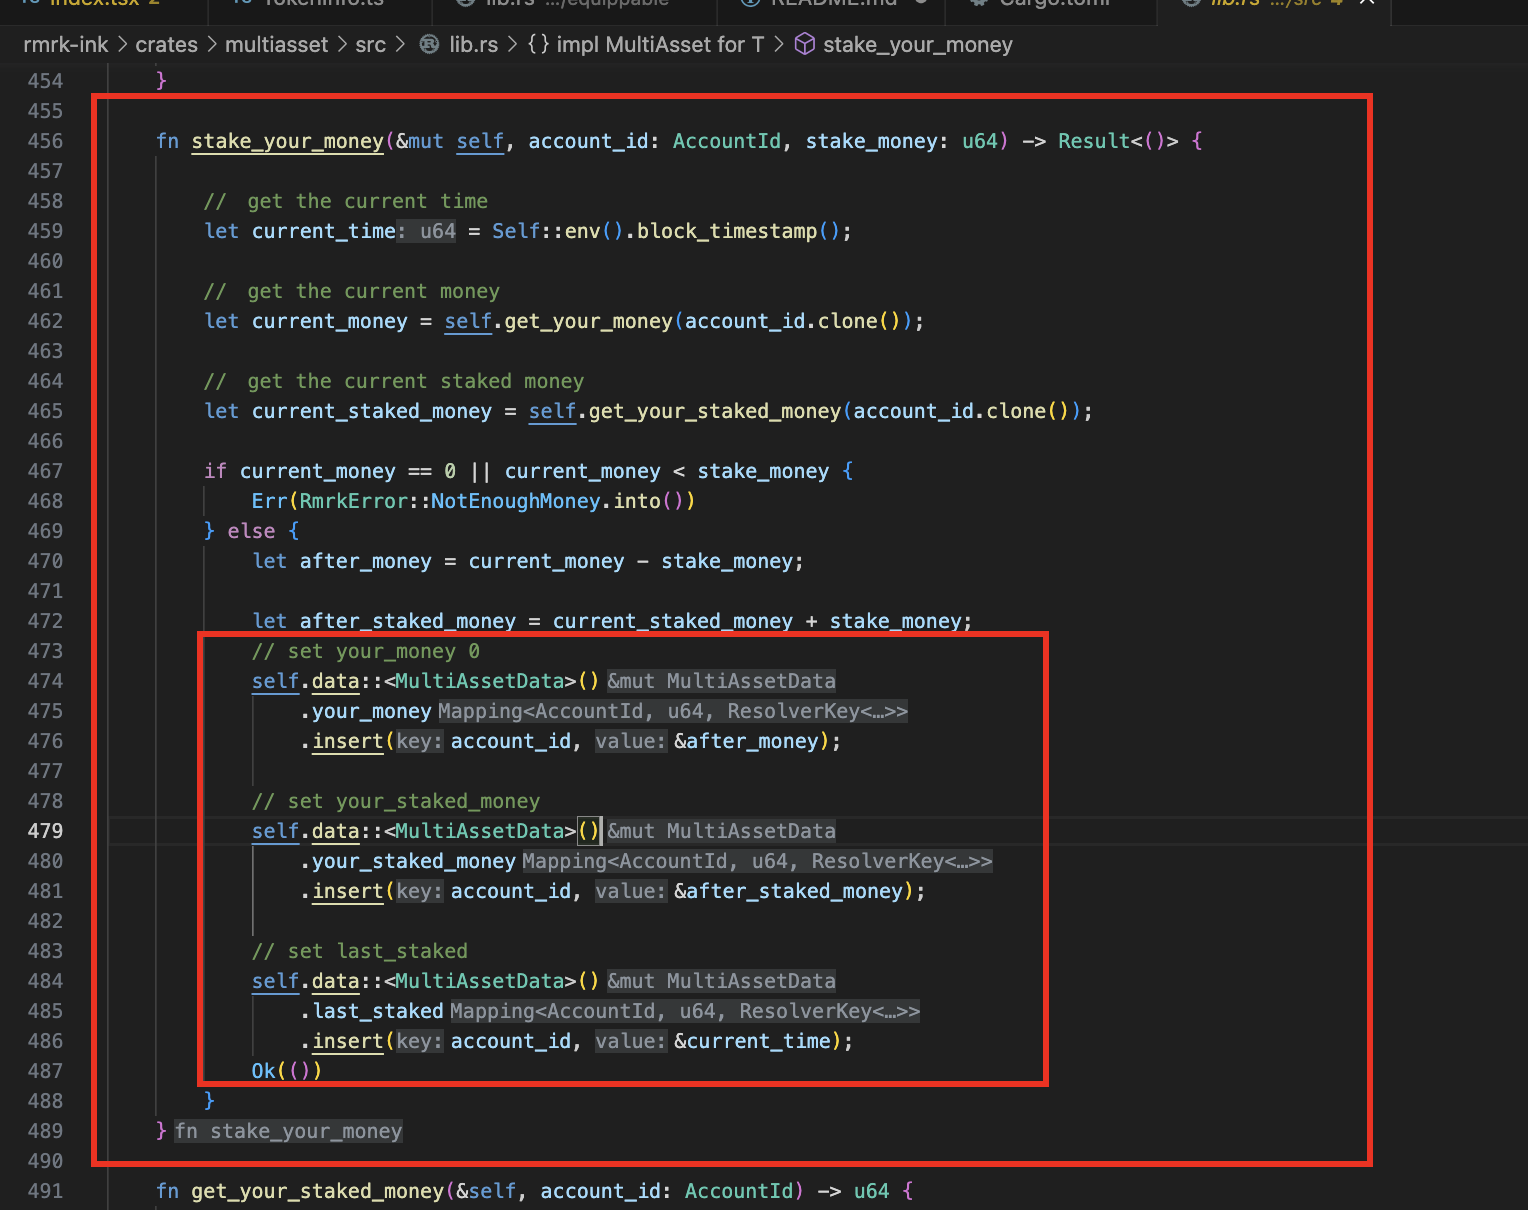 index.tsx 2 TokenInfo.ts lib.rs .../equippable README.md Cargo.toml lib.rs .../src 4
rmrk-ink > crates > multiasset > src > lib.rs > {} impl MultiAsset for T > stake_your_money
454 }
455
456 fn stake_your_money(&mut self, account_id: AccountId, stake_money: u64) -> Result<()> {
457
458 // get the current time
459 let current_time: u64 = Self::env().block_timestamp();
460
461 // get the current money
462 let current_money = self.get_your_money(account_id.clone());
463
464 // get the current staked money
465 let current_staked_money = self.get_your_staked_money(account_id.clone());
466
467 if current_money == 0 || current_money < stake_money {
468 Err(RmrkError::NotEnoughMoney.into())
469 } else {
470 let after_money = current_money - stake_money;
471
472 let after_staked_money = current_staked_money + stake_money;
473 // set your_money 0
474 self.data::<MultiAssetData>() &mut MultiAssetData
475 .your_money Mapping<AccountId, u64, ResolverKey<…>>
476 .insert(key: account_id, value: &after_money);
477
478 // set your_staked_money
479 self.data::<MultiAssetData>() &mut MultiAssetData
480 .your_staked_money Mapping<AccountId, u64, ResolverKey<…>>
481 .insert(key: account_id, value: &after_staked_money);
482
483 // set last_staked
484 self.data::<MultiAssetData>() &mut MultiAssetData
485 .last_staked Mapping<AccountId, u64, ResolverKey<…>>
486 .insert(key: account_id, value: &current_time);
487 Ok(())
488 }
489 } fn stake_your_money
490
491 fn get_your_staked_money(&self, account_id: AccountId) -> u64 {